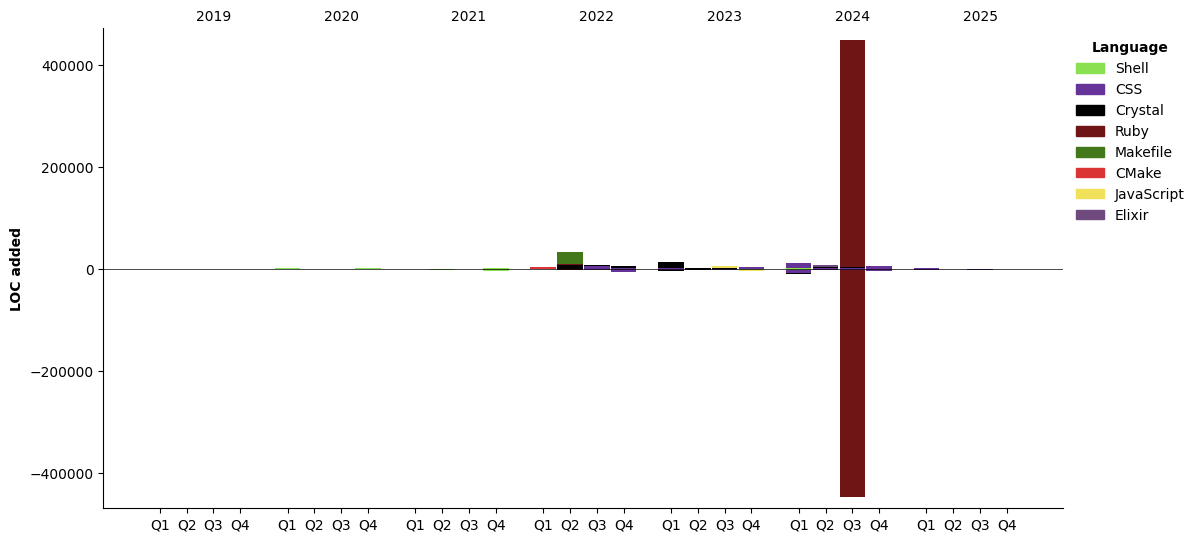 2019 2020 2021 2022 2023 2024 2025
LOC added
400000
200000
0
−200000
−400000
Q1 Q2 Q3 Q4 Q1 Q2 Q3 Q4 Q1 Q2 Q3 Q4 Q1 Q2 Q3 Q4 Q1 Q2 Q3 Q4 Q1 Q2 Q3 Q4 Q1 Q2 Q3 Q4
Language
Shell
CSS
Crystal
Ruby
Makefile
CMake
JavaScript
Elixir